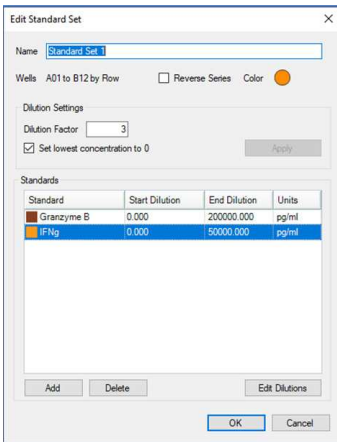 Edit Standard Set
Name Standard Set 1
Wells A01 to B12 by Row Reverse Series Color
Dilution Settings
Dilution Factor 3
Set lowest concentration to 0 Apply
Standards
Standard Start Dilution End Dilution Units
Granzyme B 0.000 200000.000 pg/ml
IFNg 0.000 50000.000 pg/ml
Add Delete Edit Dilutions
OK Cancel